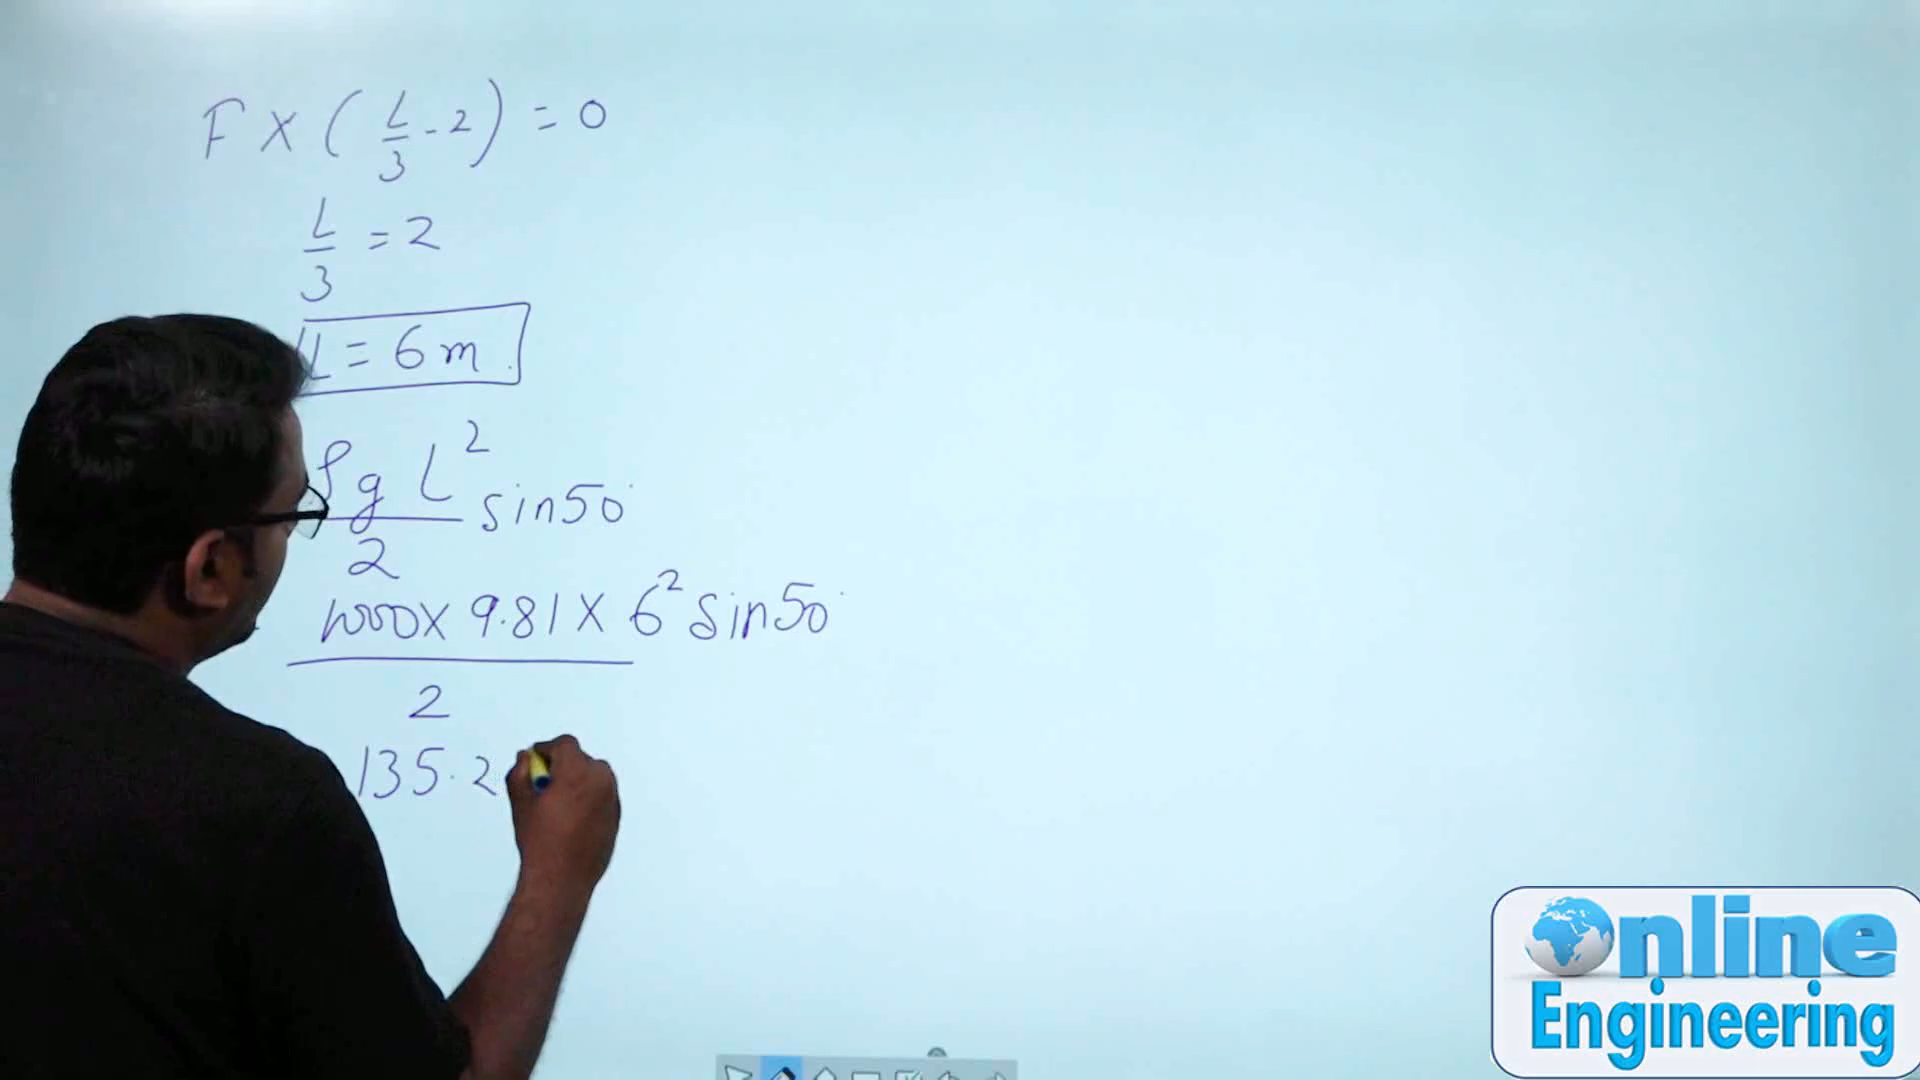 F X ( L/3 - 2 ) = 0
L/3 = 2
L = 6 m.
ρ g L² / 2 sin50°
1000 X 9.81 X 6² sin50° / 2
135.2
Online
Engineering